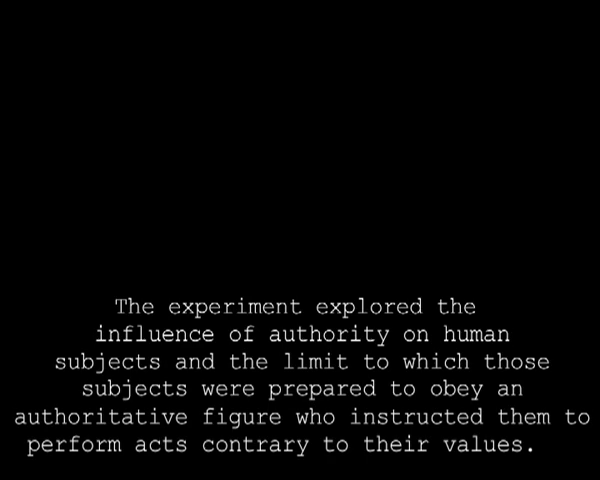 The experiment explored the
influence of authority on human
subjects and the limit to which those
subjects were prepared to obey an
authoritative figure who instructed them to
perform acts contrary to their values.